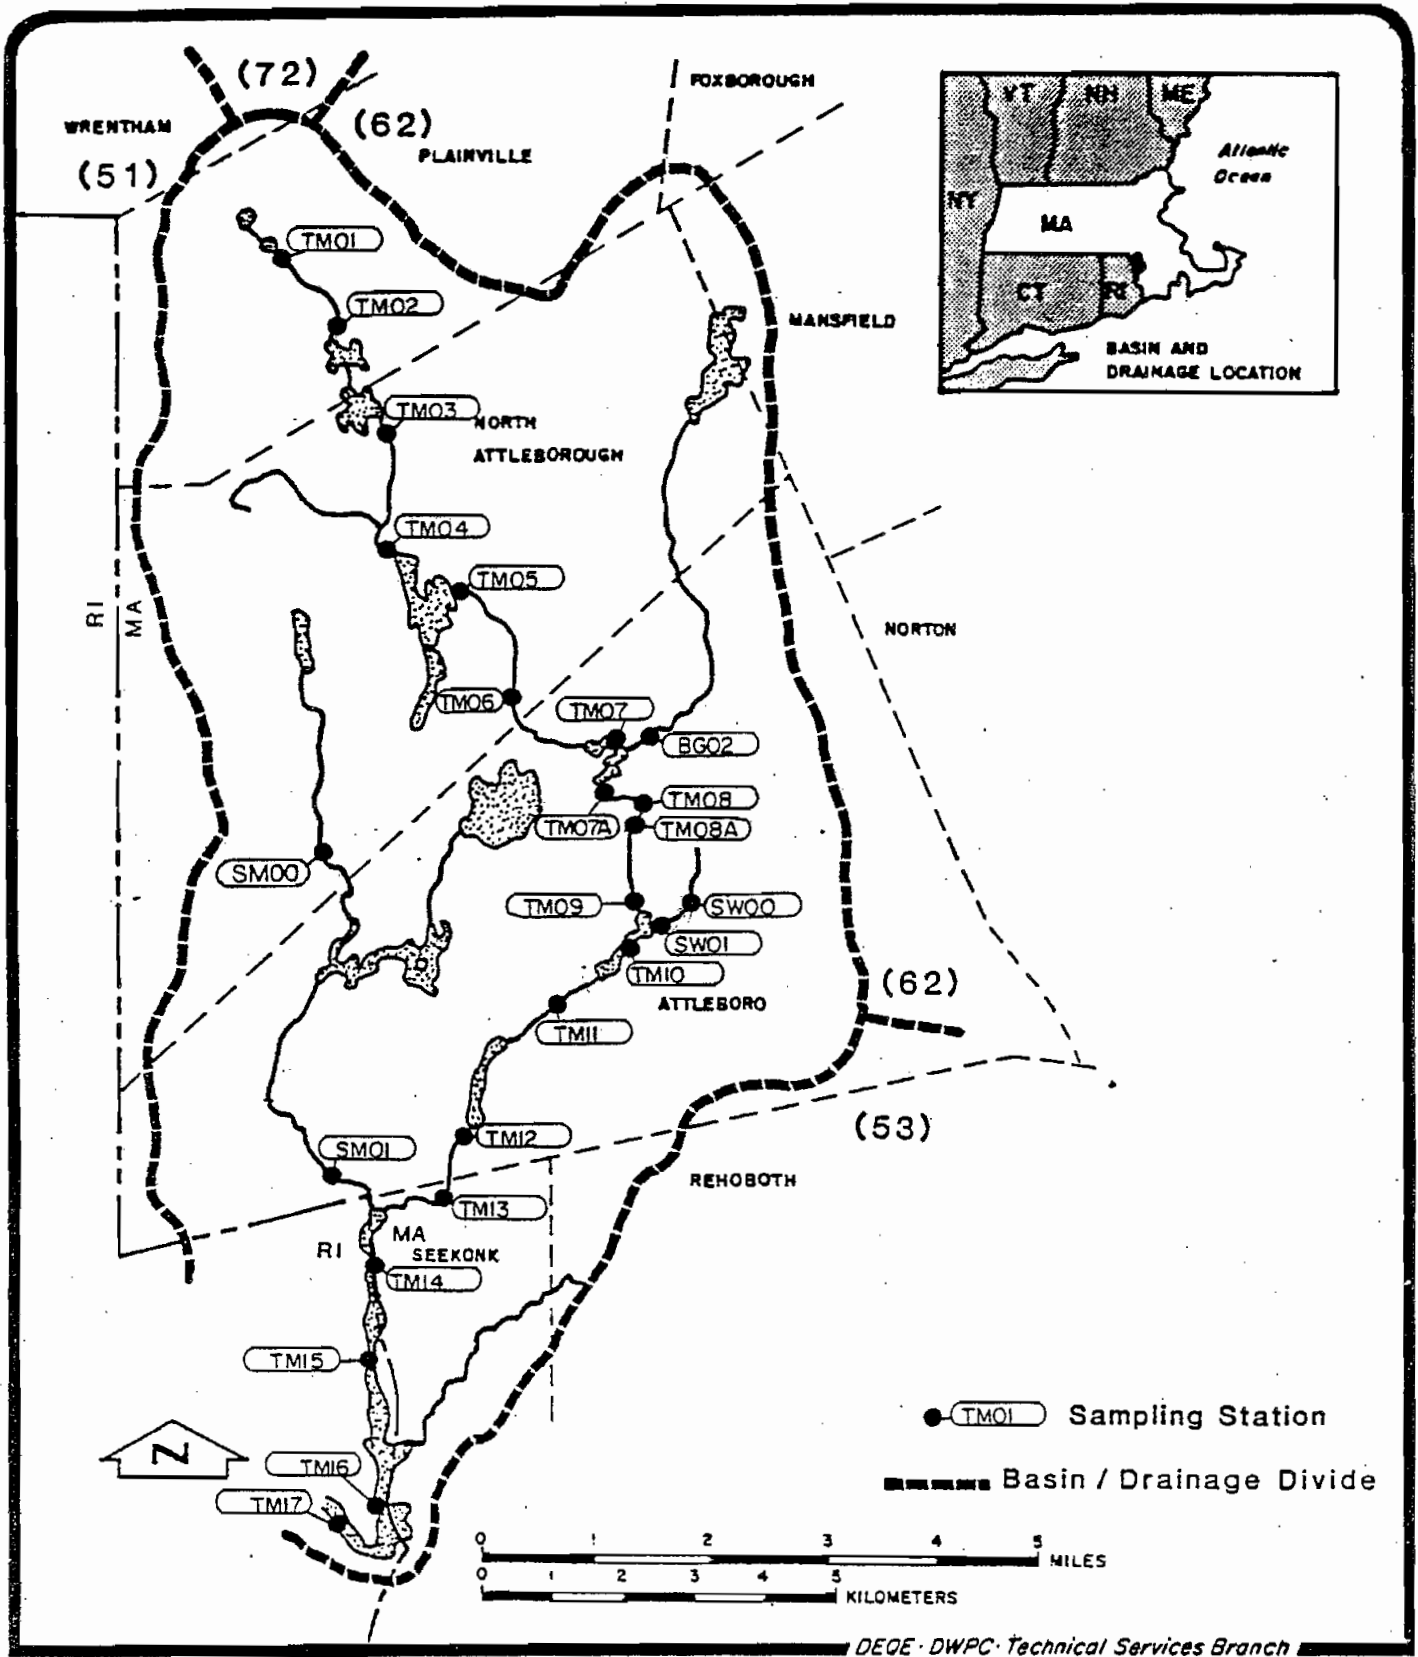 (72)
FOXBOROUGH
WRENTHAM
(62)
PLAINVILLE
(51)
VT
NH
ME
Atlantic
Ocean
NY
MA
CT
RI
BASIN AND
DRAINAGE LOCATION
TM01
TM02
MANSFIELD
TM03
NORTH
ATTLEBOROUGH
TM04
TM05
RI
MA
NORTON
TM06
TM07
BG02
TM08
TM07A
TM08A
SM00
TM09
SW00
SW01
TM10
(62)
ATTLEBORO
TM11
(53)
TM12
SM01
REHOBOTH
TM13
RI
MA
SEEKONK
TM14
TM15
TM01
Sampling Station
N
TM16
Basin / Drainage Divide
TM17
0 1 2 3 4 5
MILES
0 1 2 3 4 5
KILOMETERS
DEQE · DWPC · Technical Services Branch